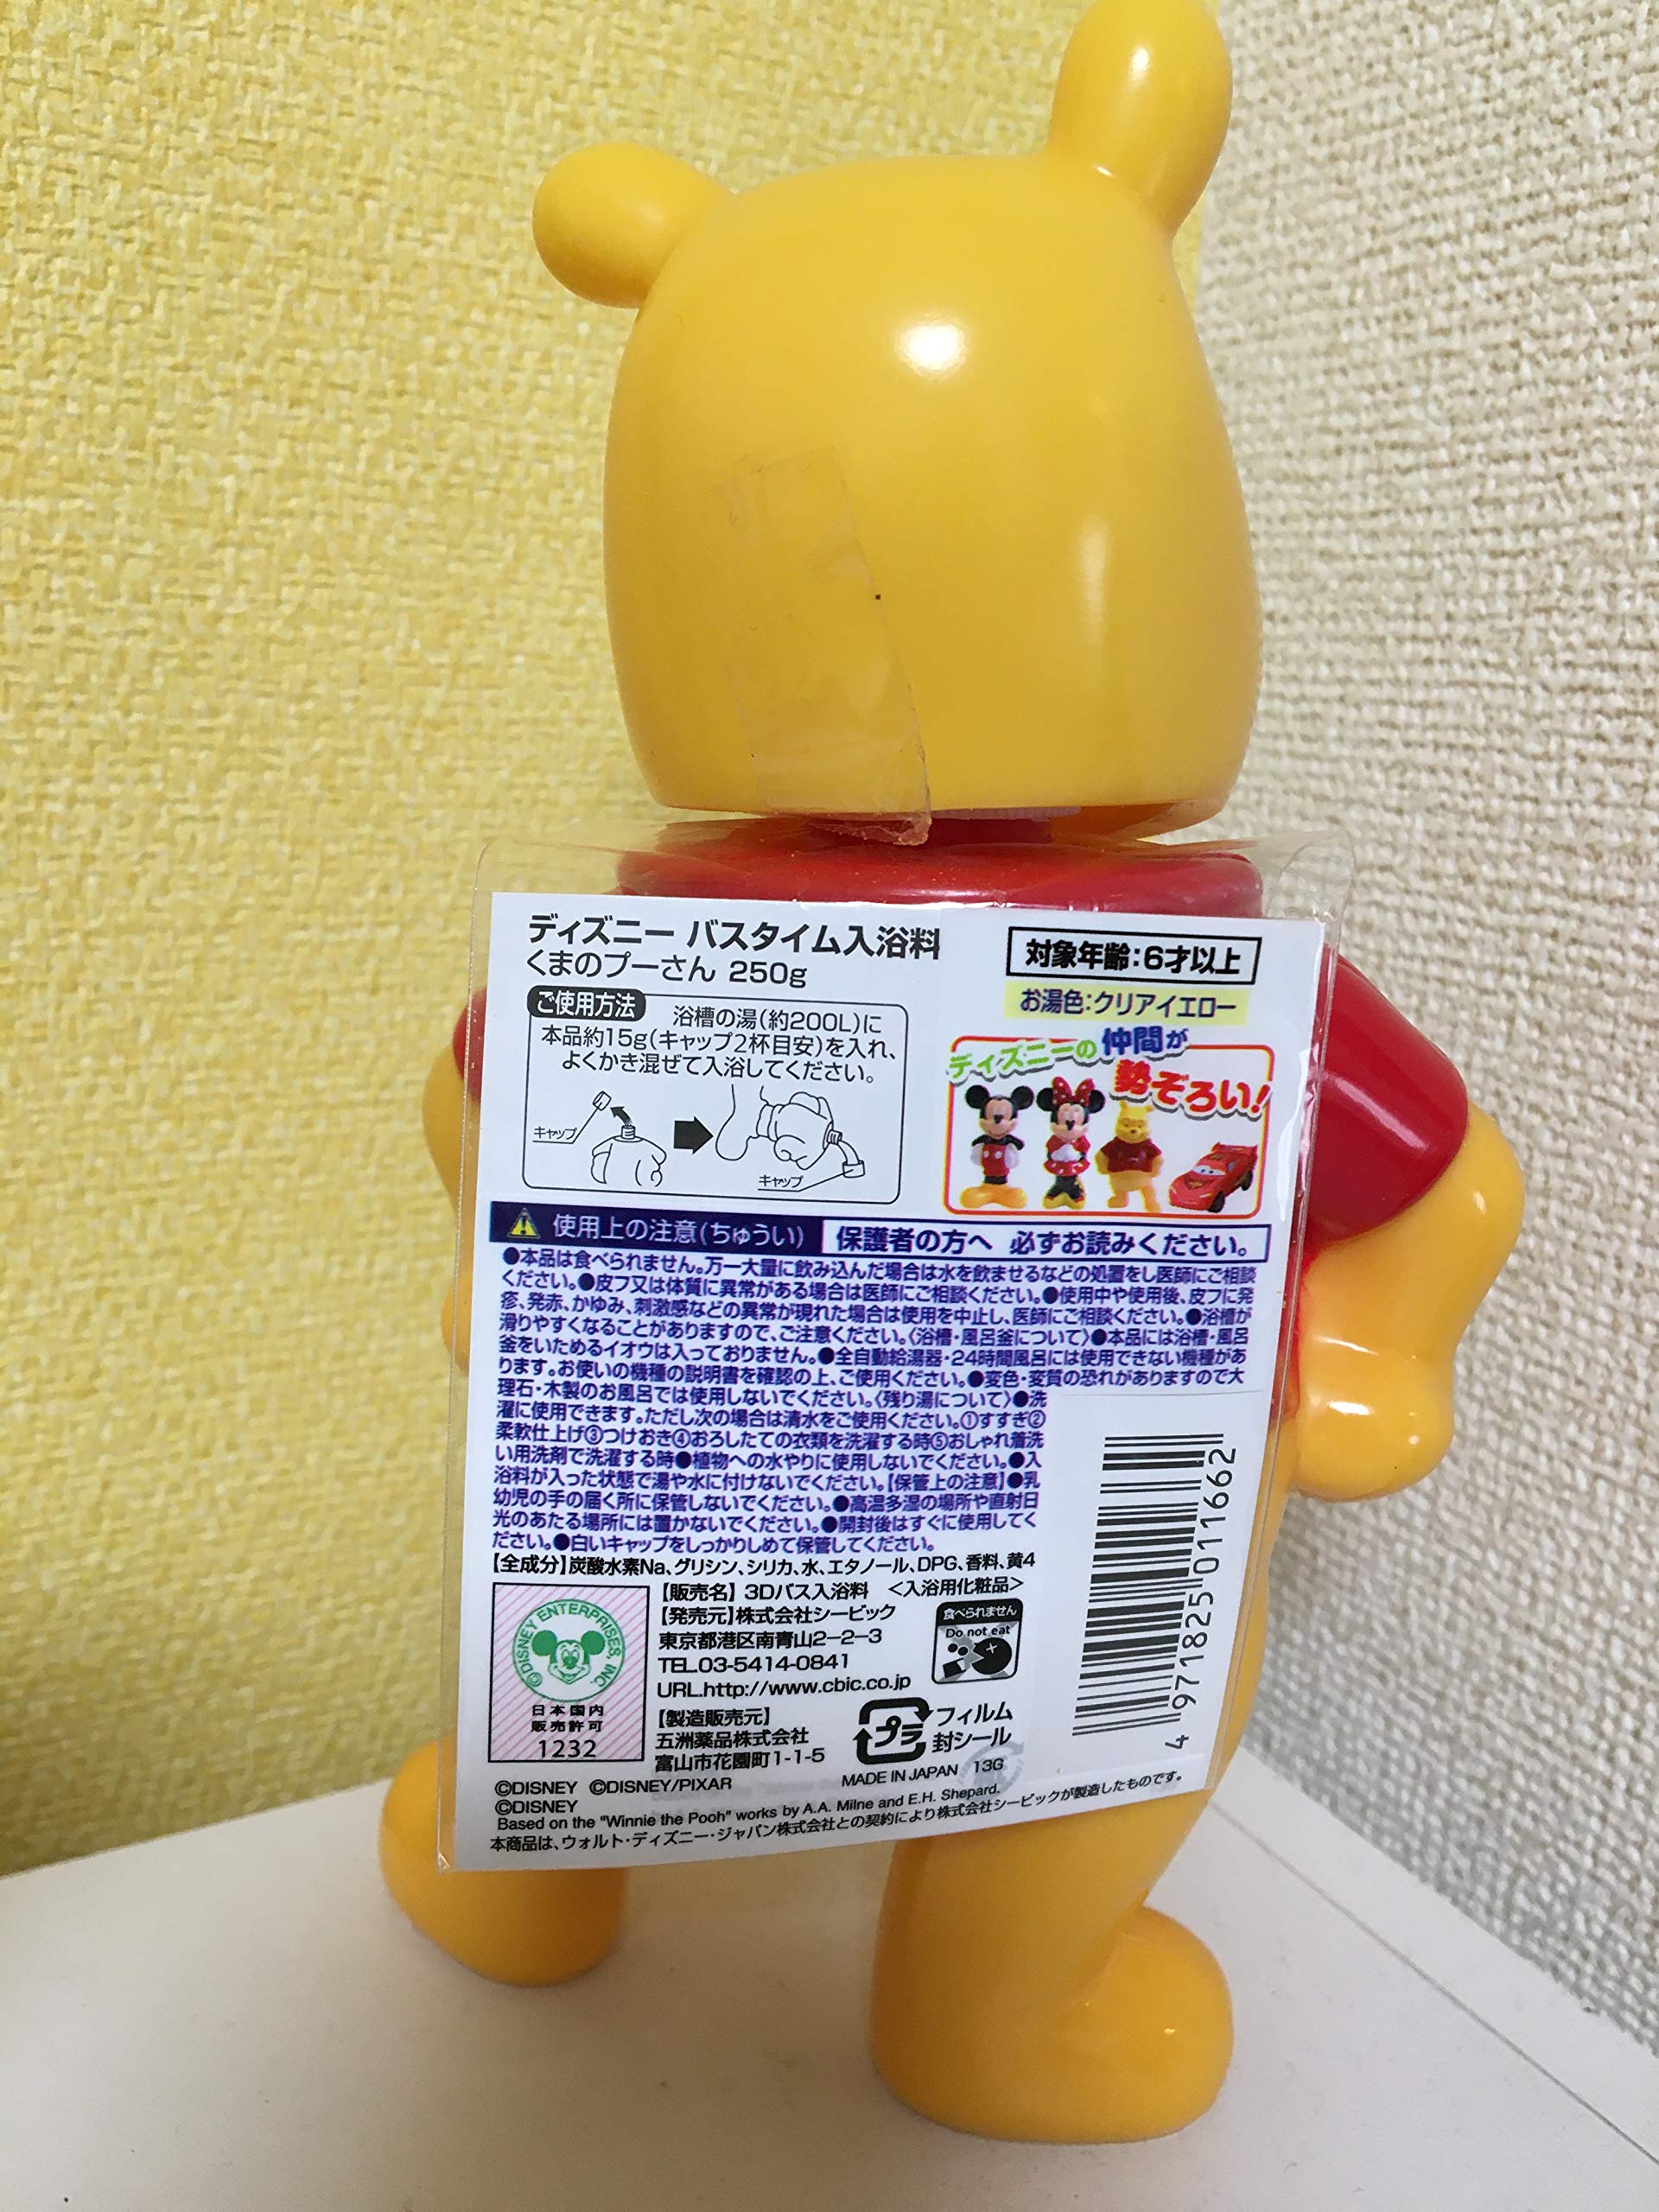 ディズニー バスタイム入浴料
くまのプーさん 250g
対象年齢:6才以上
お湯色:クリアイエロー
ご使用方法
浴槽の湯(約200L)に
本品約15g(キャップ2杯目安)を入れ、
よくかき混ぜて入浴してください。
キャップ
キャップ
ディズニーの仲間が
勢ぞろい!
使用上の注意(ちゅうい) 保護者の方へ 必ずお読みください。
●本品は食べられません。万一大量に飲み込んだ場合は水を飲ませるなどの処置をし医師にご相談
ください。●皮フ又は体質に異常がある場合は医師にご相談ください。●使用中や使用後、皮フに発
疹、発赤、かゆみ、刺激感などの異常が現れた場合は使用を中止し、医師にご相談ください。●浴槽が
滑りやすくなることがありますので、ご注意ください。〈浴槽・風呂釜について〉●本品には浴槽・風呂
釜をいためるイオウは入っておりません。●全自動給湯器・24時間風呂には使用できない機種があ
ります。お使いの機種の説明書を確認の上、ご使用ください。●変色・変質の恐れがありますので大
理石・木製のお風呂では使用しないでください。〈残り湯について〉●洗
濯に使用できます。ただし次の場合は清水をご使用ください。①すすぎ②
柔軟仕上げ③つけおき④おろしたての衣類を洗濯する時⑤おしゃれ着洗
い用洗剤で洗濯する時●植物への水やりに使用しないでください。●入
浴料が入った状態で湯や水に付けないでください。【保管上の注意】●乳
幼児の手の届く所に保管しないでください。●高温多湿の場所や直射日
光のあたる場所には置かないでください。●開封後はすぐに使用してく
ださい。●白いキャップをしっかりしめて保管してください。
【全成分】炭酸水素Na、グリシン、シリカ、水、エタノール、DPG、香料、黄4
©DISNEY ENTERPRISES, INC.
日本国内
販売許可
1232
【販売名】3Dバス入浴料 <入浴用化粧品>
【発売元】株式会社シービック
東京都港区南青山2-2-3
TEL.03-5414-0841
URL.http://www.cbic.co.jp
【製造販売元】
五洲薬品株式会社
富山市花園町1-1-5
食べられません
Do not eat
プラ
フィルム
封シール
4 971825 011662
MADE IN JAPAN 13G
©DISNEY ©DISNEY/PIXAR
©DISNEY
Based on the "Winnie the Pooh" works by A.A. Milne and E.H. Shepard.
本商品は、ウォルト・ディズニー・ジャパン株式会社との契約により株式会社シービックが製造したものです。